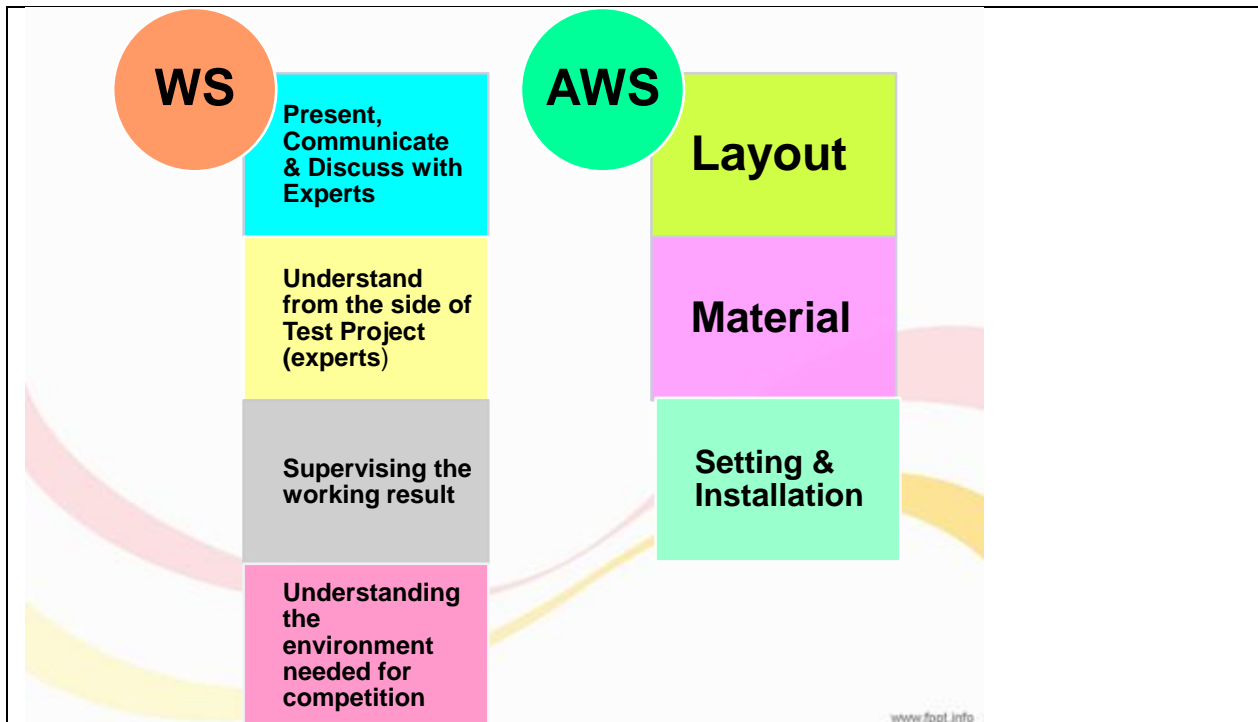 WS
Present,
Communicate
& Discuss with
Experts
Understand
from the side of
Test Project
(experts)
Supervising the
working result
Understanding
the
environment
needed for
competition
AWS
Layout
Material
Setting &
Installation
www.fppt.info